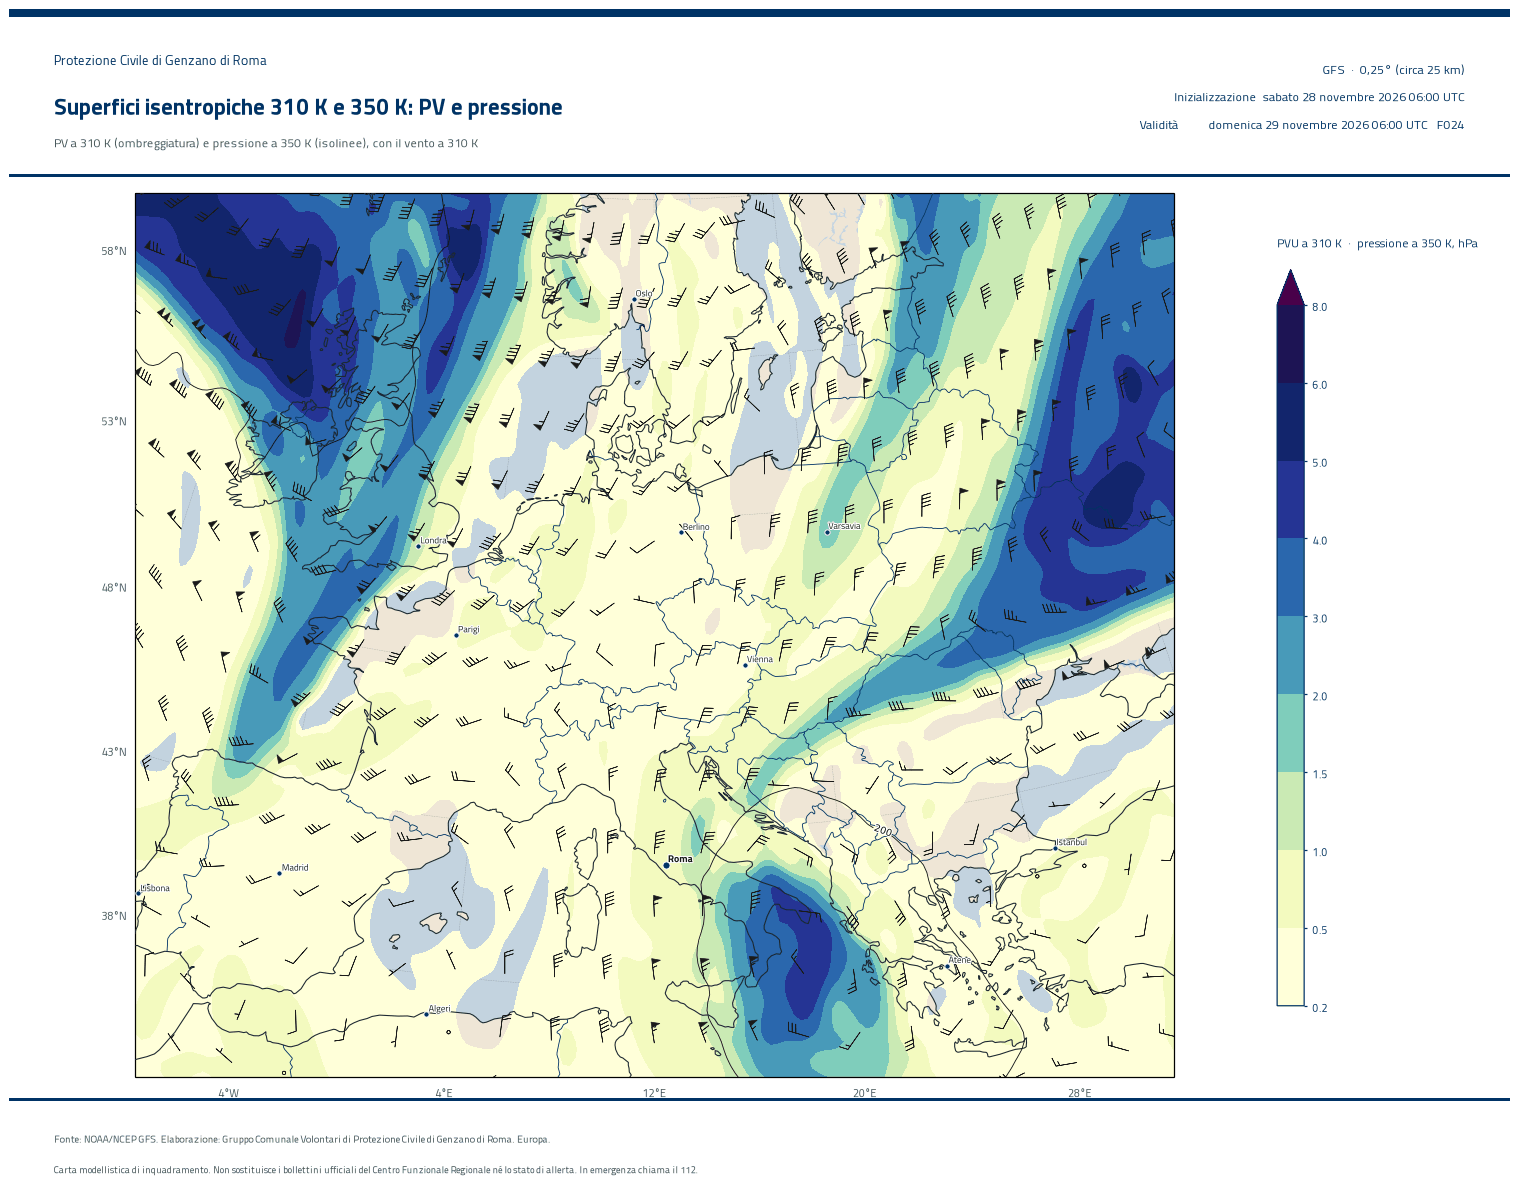 Protezione Civile di Genzano di Roma
Superfici isentropiche 310 K e 350 K: PV e pressione
PV a 310 K (ombreggiatura) e pressione a 350 K (isolinee), con il vento a 310 K
GFS · 0,25° (circa 25 km)
Inizializzazione sabato 28 novembre 2026 06:00 UTC
Validità domenica 29 novembre 2026 06:00 UTC F024
PVU a 310 K · pressione a 350 K, hPa
58°N
53°N
48°N
43°N
38°N
4°W
4°E
12°E
20°E
28°E
Oslo
Berlino
Varsavia
Londra
Parigi
Vienna
200
Istanbul
Roma
Madrid
Lisbona
Atene
Algeri
8.0
6.0
5.0
4.0
3.0
2.0
1.5
1.0
0.5
0.2
Fonte: NOAA/NCEP GFS. Elaborazione: Gruppo Comunale Volontari di Protezione Civile di Genzano di Roma. Europa.
Carta modellistica di inquadramento. Non sostituisce i bollettini ufficiali del Centro Funzionale Regionale né lo stato di allerta. In emergenza chiama il 112.